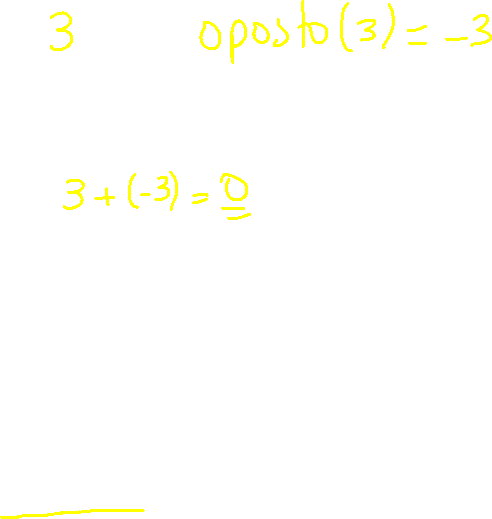 3 oposto(3) = -3
3 + (-3) = 0